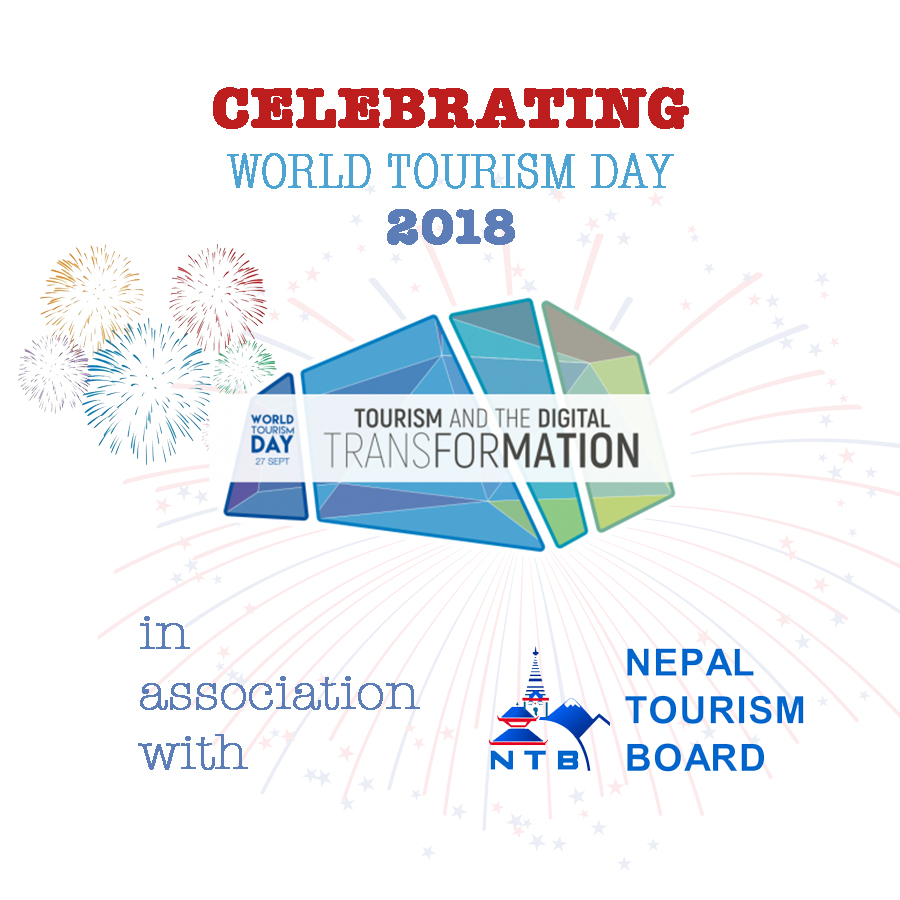 CELEBRATING
WORLD TOURISM DAY
2018
WORLD
TOURISM
DAY
27 SEPT
TOURISM AND THE DIGITAL
TRANSFORMATION
in
association
with
NTB
NEPAL
TOURISM
BOARD